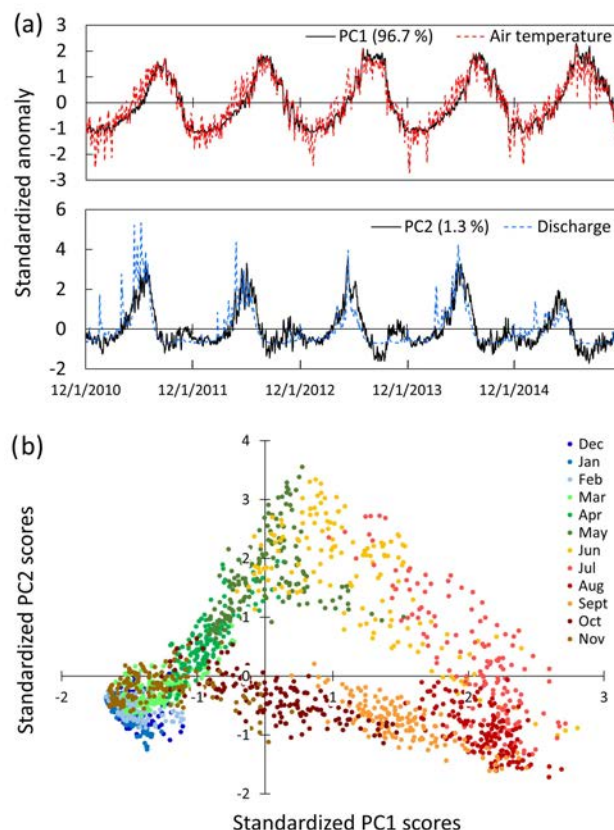 (a)
PC1 (96.7 %) Air temperature
3
2
1
0
-1
-2
-3
Standardized anomaly
PC2 (1.3 %) Discharge
6
4
2
0
-2
12/1/2010 12/1/2011 12/1/2012 12/1/2013 12/1/2014
(b)
4
3
2
1
0
-1
-2
-2 -1 1 2 3
Standardized PC2 scores
Dec
Jan
Feb
Mar
Apr
May
Jun
Jul
Aug
Sept
Oct
Nov
Standardized PC1 scores